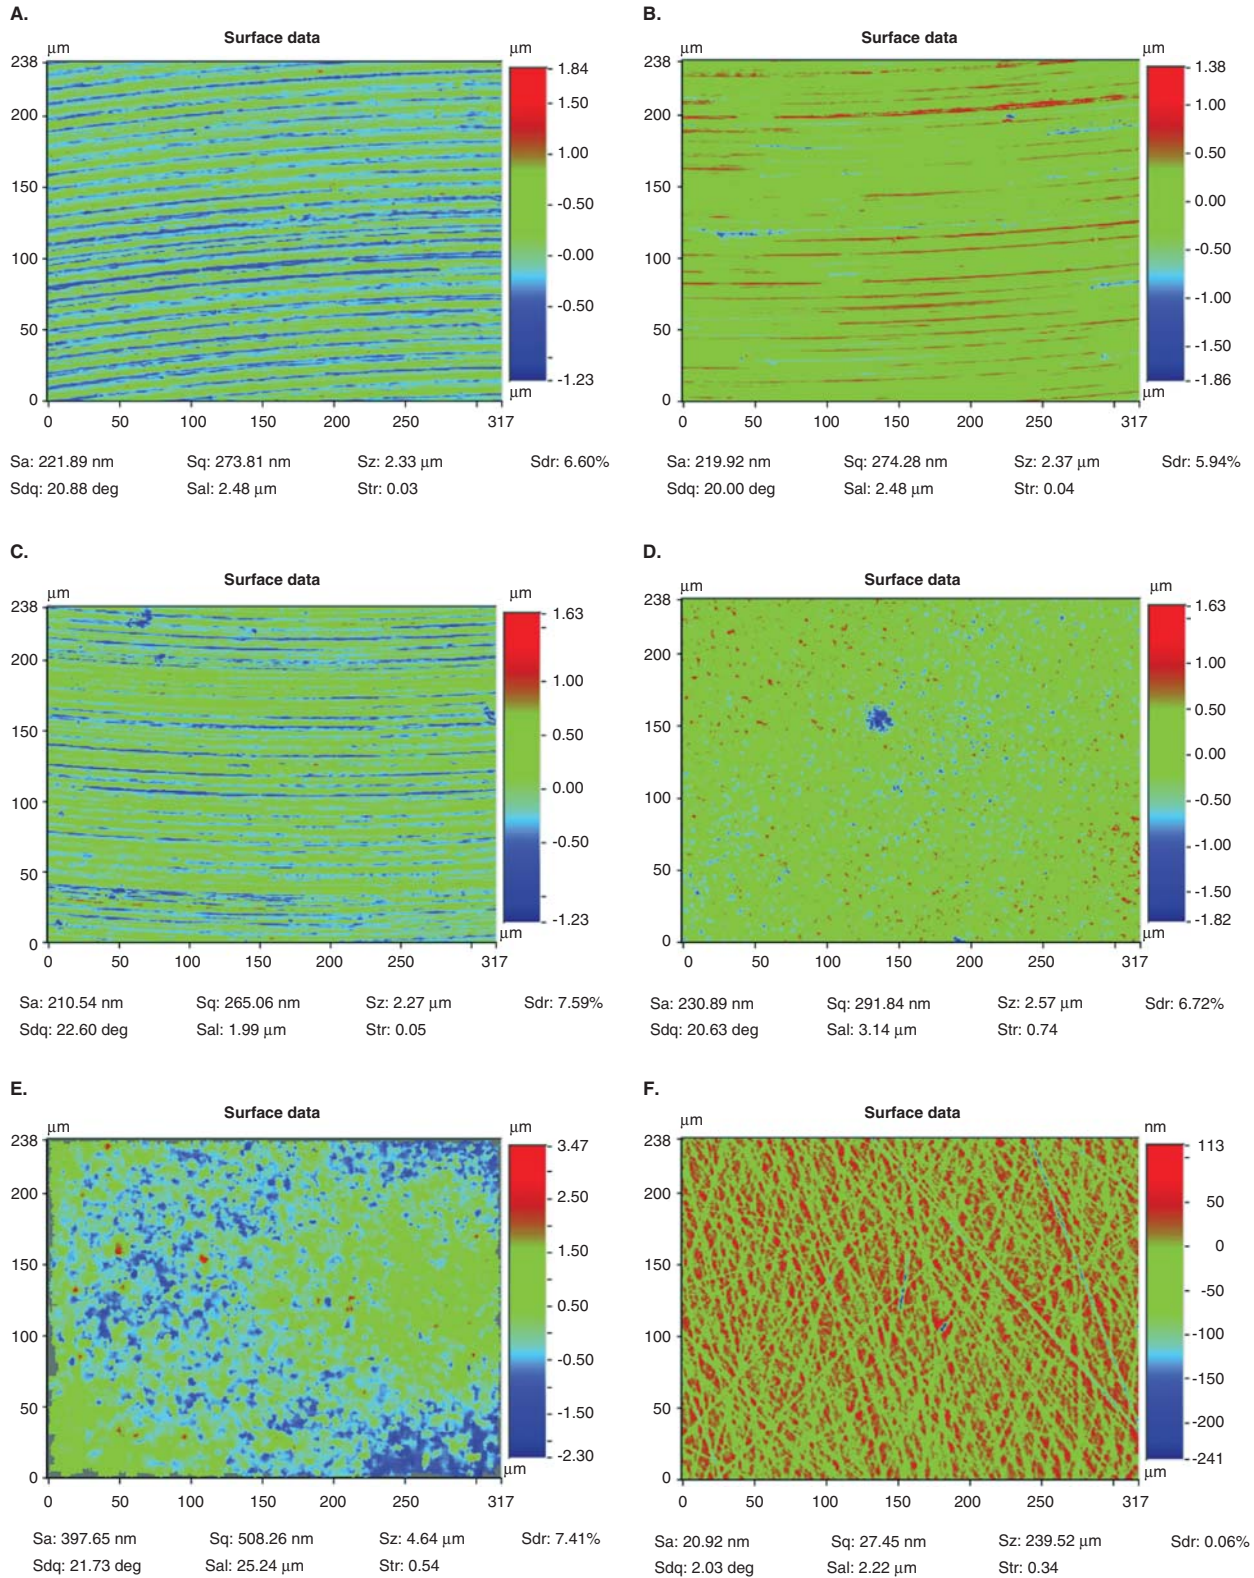 A.
Surface data
μm
μm
238
200
150
100
50
0
0 50 100 150 200 250 317
1.84
1.50
1.00
-0.50
-0.00
-0.50
-1.23
μm
Sa: 221.89 nm Sq: 273.81 nm Sz: 2.33 μm Sdr: 6.60%
Sdq: 20.88 deg Sal: 2.48 μm Str: 0.03
B.
Surface data
μm
μm
238
200
150
100
50
0
0 50 100 150 200 250 317
1.38
1.00
0.50
0.00
-0.50
-1.00
-1.50
-1.86
μm
Sa: 219.92 nm Sq: 274.28 nm Sz: 2.37 μm Sdr: 5.94%
Sdq: 20.00 deg Sal: 2.48 μm Str: 0.04
C.
Surface data
μm
μm
238
200
150
100
50
0
0 50 100 150 200 250 317
1.63
1.00
0.50
0.00
-0.50
-1.23
μm
Sa: 210.54 nm Sq: 265.06 nm Sz: 2.27 μm Sdr: 7.59%
Sdq: 22.60 deg Sal: 1.99 μm Str: 0.05
D.
Surface data
μm
μm
238
200
150
100
50
0
0 50 100 150 200 250 317
1.63
1.00
0.50
0.00
-0.50
-1.00
-1.50
-1.82
μm
Sa: 230.89 nm Sq: 291.84 nm Sz: 2.57 μm Sdr: 6.72%
Sdq: 20.63 deg Sal: 3.14 μm Str: 0.74
E.
Surface data
μm
μm
238
200
150
100
50
0
0 50 100 150 200 250 317
3.47
2.50
1.50
0.50
-0.50
-1.50
-2.30
μm
Sa: 397.65 nm Sq: 508.26 nm Sz: 4.64 μm Sdr: 7.41%
Sdq: 21.73 deg Sal: 25.24 μm Str: 0.54
F.
Surface data
μm
nm
238
200
150
100
50
0
0 50 100 150 200 250 317
113
50
0
-50
-100
-150
-200
-241
μm
Sa: 20.92 nm Sq: 27.45 nm Sz: 239.52 μm Sdr: 0.06%
Sdq: 2.03 deg Sal: 2.22 μm Str: 0.34